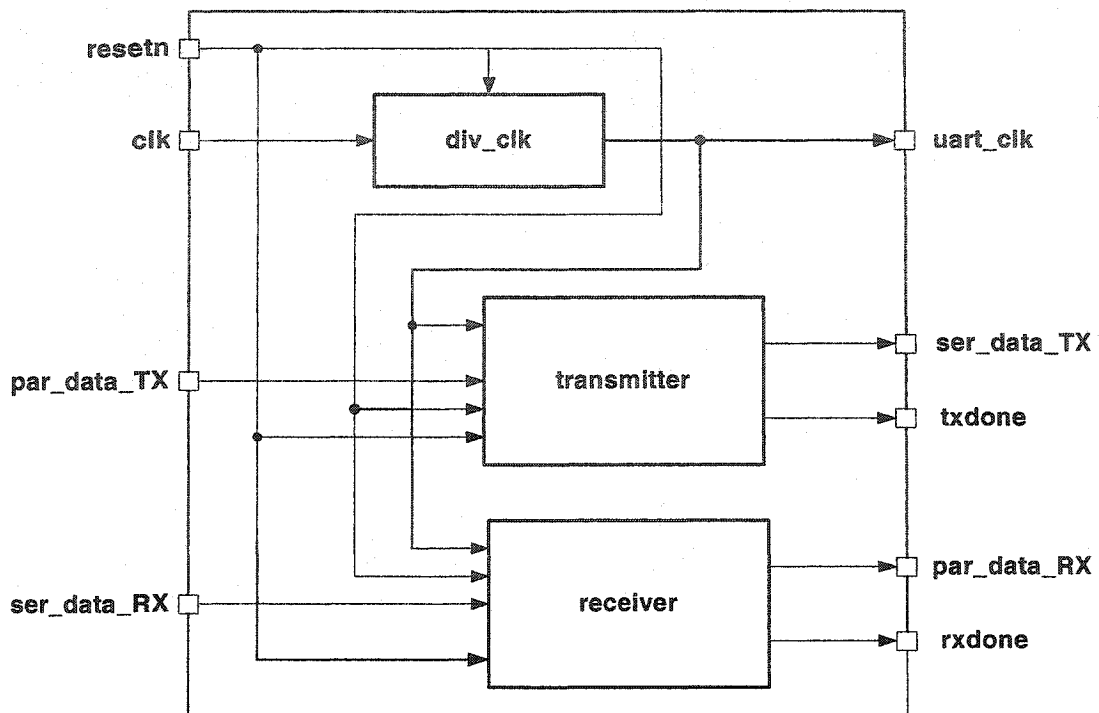 resetn
clk
div_clk
uart_clk
ser_data_TX
par_data_TX
transmitter
txdone
par_data_RX
ser_data_RX
receiver
rxdone